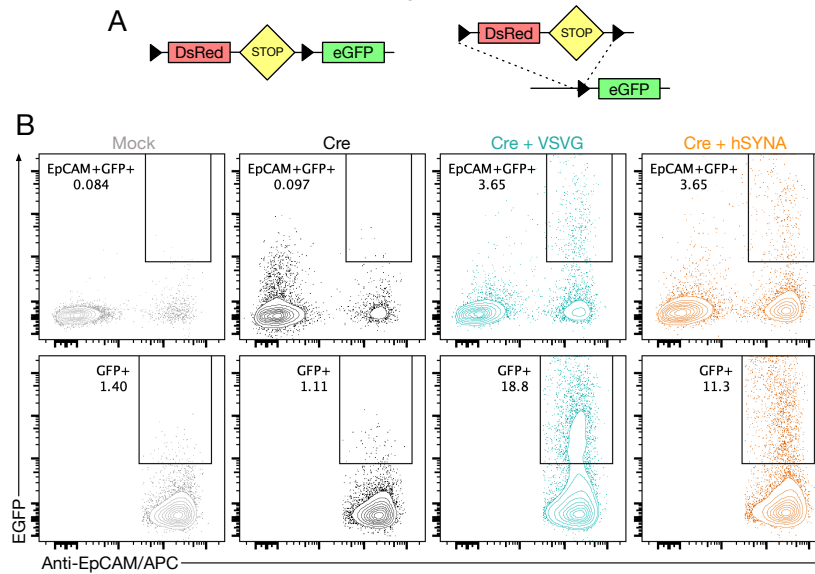 A
DsRed STOP eGFP
DsRed STOP
eGFP
B
Mock Cre Cre + VSVG Cre + hSYNA
EpCAM+GFP+ EpCAM+GFP+ EpCAM+GFP+ EpCAM+GFP+
0.084 0.097 3.65 3.65
GFP+ GFP+ GFP+ GFP+
1.40 1.11 18.8 11.3
EGFP
Anti-EpCAM/APC